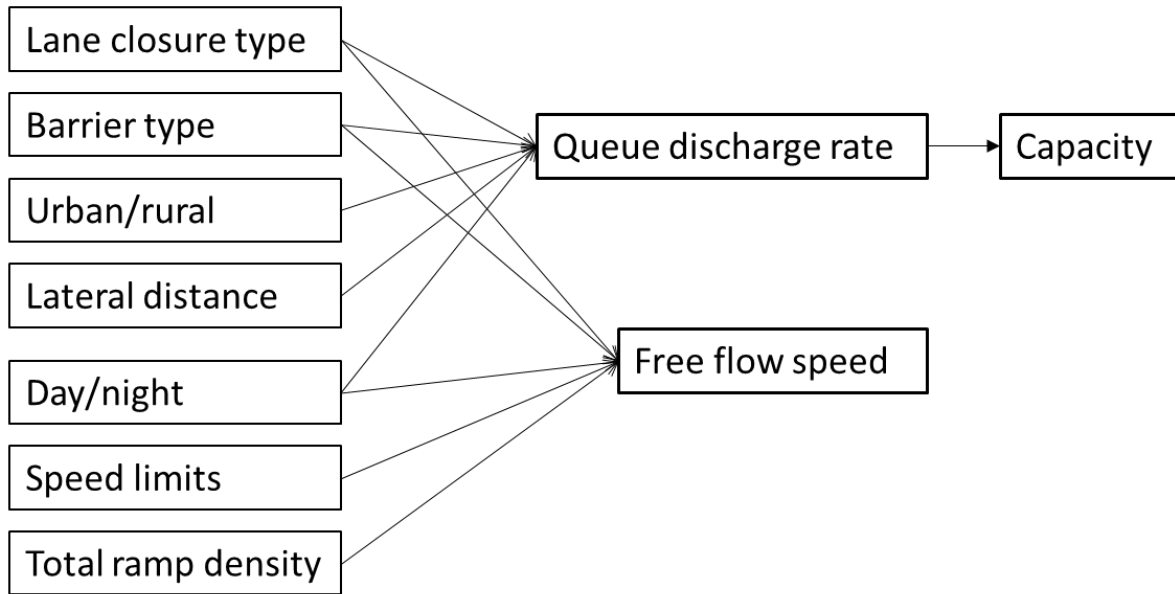 Lane closure type
Barrier type
Urban/rural
Lateral distance
Day/night
Speed limits
Total ramp density
Queue discharge rate
Free flow speed
Capacity